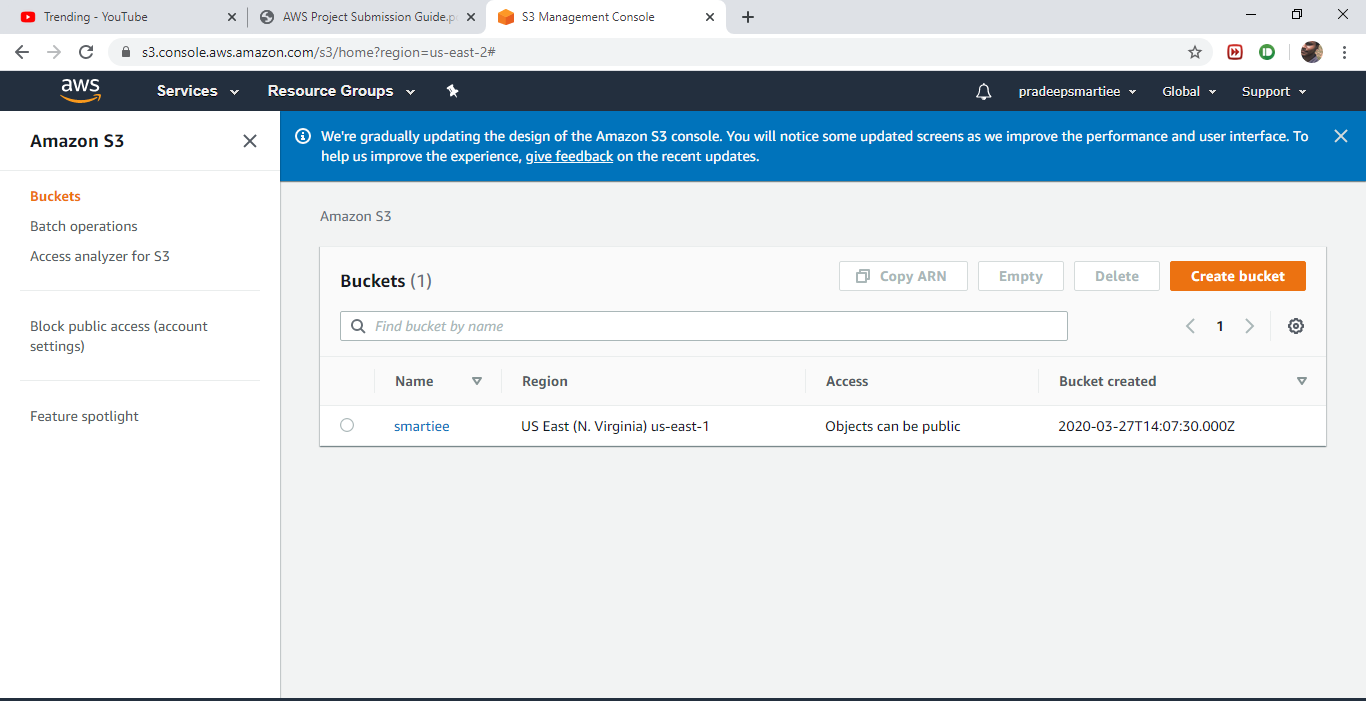 Trending - YouTube
AWS Project Submission Guide.p
S3 Management Console
s3.console.aws.amazon.com/s3/home?region=us-east-2#
aws
Services
Resource Groups
pradeepsmartiee
Global
Support
Amazon S3
We're gradually updating the design of the Amazon S3 console. You will notice some updated screens as we improve the performance and user interface. To
help us improve the experience, give feedback on the recent updates.
Buckets
Batch operations
Access analyzer for S3
Block public access (account
settings)
Feature spotlight
Amazon S3
Buckets (1)
Copy ARN
Empty
Delete
Create bucket
Find bucket by name
1
Name
Region
Access
Bucket created
smartiee
US East (N. Virginia) us-east-1
Objects can be public
2020-03-27T14:07:30.000Z